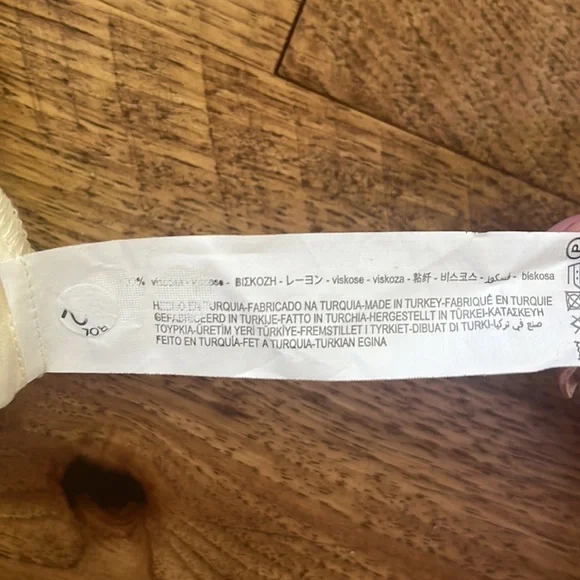 % viscosa - viscose - ΒΙΣΚΟΖΗ - レーヨン - viskose - viskoza - 粘纤 - 비스코스 - فسكوز - biskosa
HECHO EN TURQUIA-FABRICADO NA TURQUIA-MADE IN TURKEY-FABRIQUÉ EN TURQUIE
GEFABRICEERD IN TURKIJE-FATTO IN TURCHIA-HERGESTELLT IN TÜRKEI-ΚΑΤΑΣΚΕΥΗ
ΤΟΥΡΚΙΑ-ÜRETİM YERİ TÜRKİYE-FREMSTILLET I TYRKIET-DIBUAT DI TURKI-صنع في تركيا
FEITO EN TURQUÍA-FET A TURQUIA-TURKIAN EGINA
2